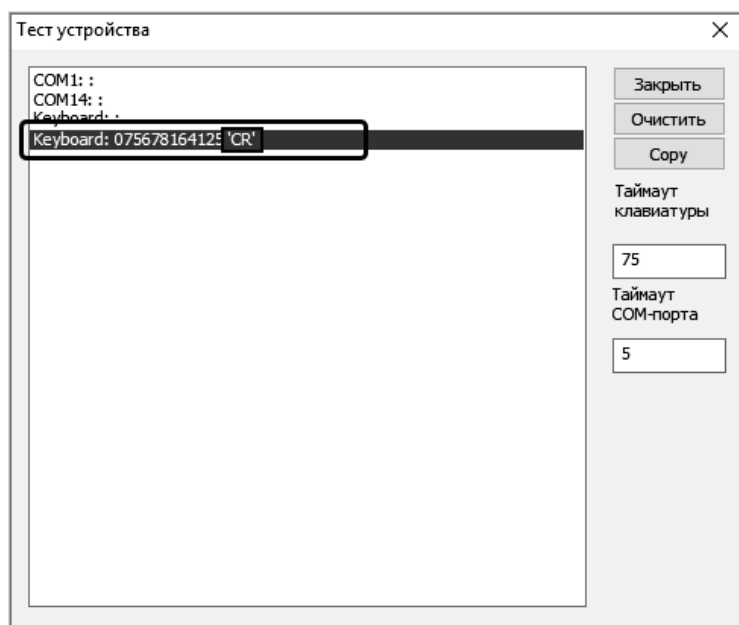 Тест устройства
COM1: :
COM14: :
Keyboard: :
Keyboard: 075678164125 'CR'
Закрыть
Очистить
Copy
Таймаут
клавиатуры
75
Таймаут
COM-порта
5